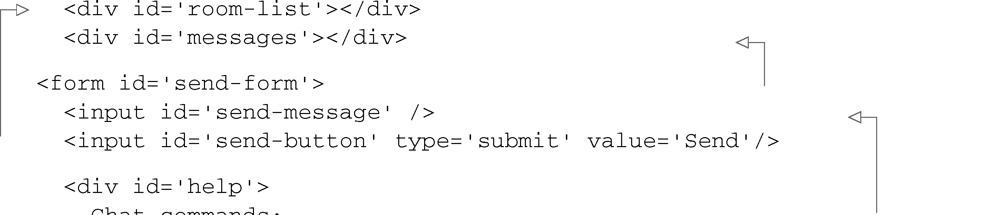 <div id='room-list'></div>
<div id='messages'></div>
<form id='send-form'>
<input id='send-message' />
<input id='send-button' type='submit' value='Send'/>
<div id='help'>
Chat commands: